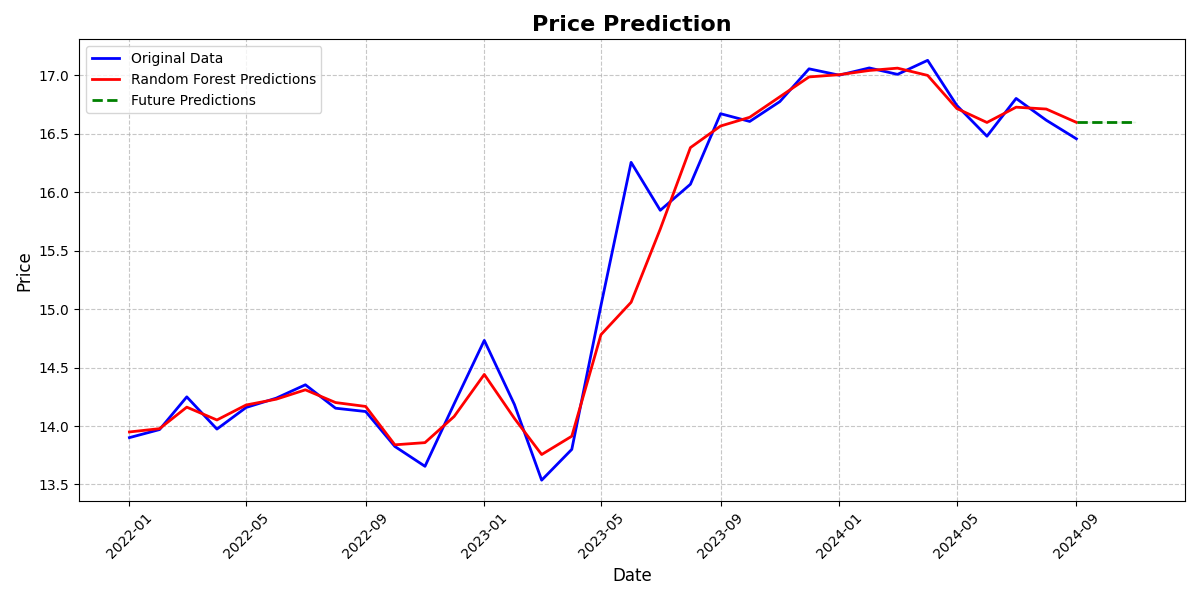 Price Prediction
Original Data
Random Forest Predictions
Future Predictions
Price
17.0
16.5
16.0
15.5
15.0
14.5
14.0
13.5
2022-01
2022-05
2022-09
2023-01
2023-05
2023-09
2024-01
2024-05
2024-09
Date